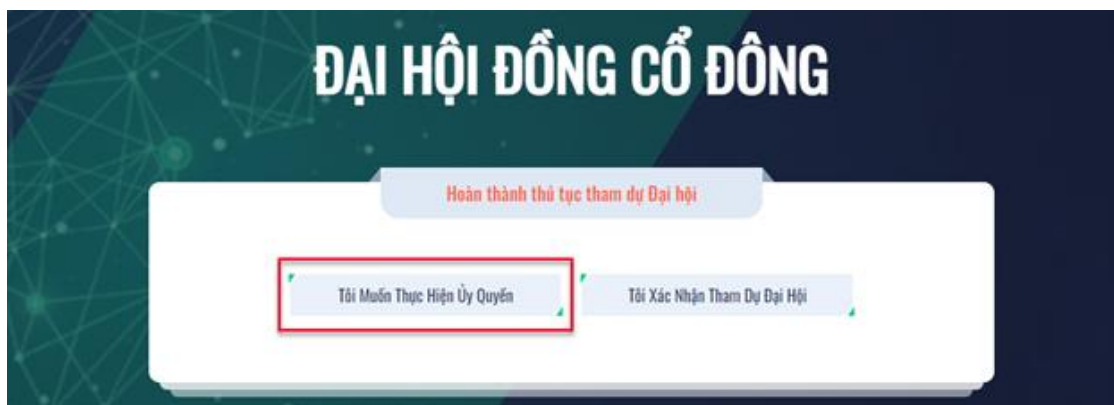 ĐẠI HỘI ĐỒNG CỔ ĐÔNG
Hoàn thành thủ tục tham dự Đại hội
Tôi Muốn Thực Hiện Ủy Quyền
Tôi Xác Nhận Tham Dự Đại Hội